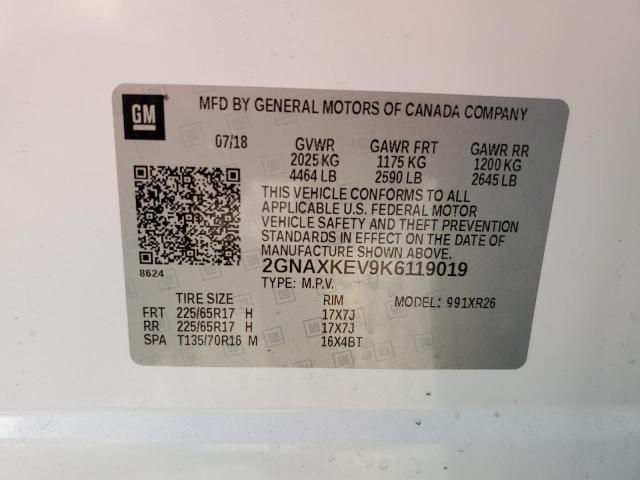 GM
MFD BY GENERAL MOTORS OF CANADA COMPANY
07/18 GVWR GAWR FRT GAWR RR
2025 KG 1175 KG 1200 KG
4464 LB 2590 LB 2645 LB
THIS VEHICLE CONFORMS TO ALL
APPLICABLE U.S. FEDERAL MOTOR
VEHICLE SAFETY AND THEFT PREVENTION
STANDARDS IN EFFECT ON THE DATE OF
MANUFACTURE SHOWN ABOVE.
8624 2GNAXKEV9K6119019
TYPE: M.P.V.
TIRE SIZE RIM MODEL: 991XR26
FRT 225/65R17 H 17X7J
RR 225/65R17 H 17X7J
SPA T135/70R16 M 16X4BT